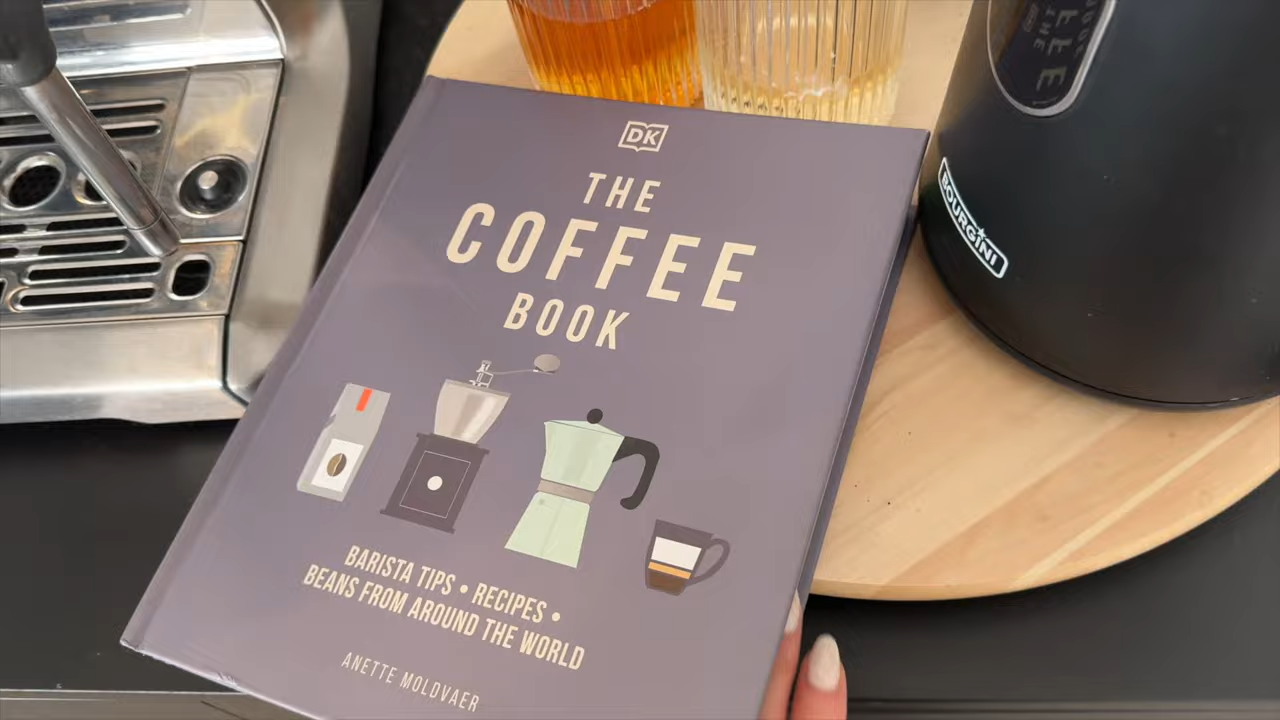 DK
THE
COFFEE
BOOK
BARISTA TIPS • RECIPES •
BEANS FROM AROUND THE WORLD
ANETTE MOLDVAER
BOURGINI